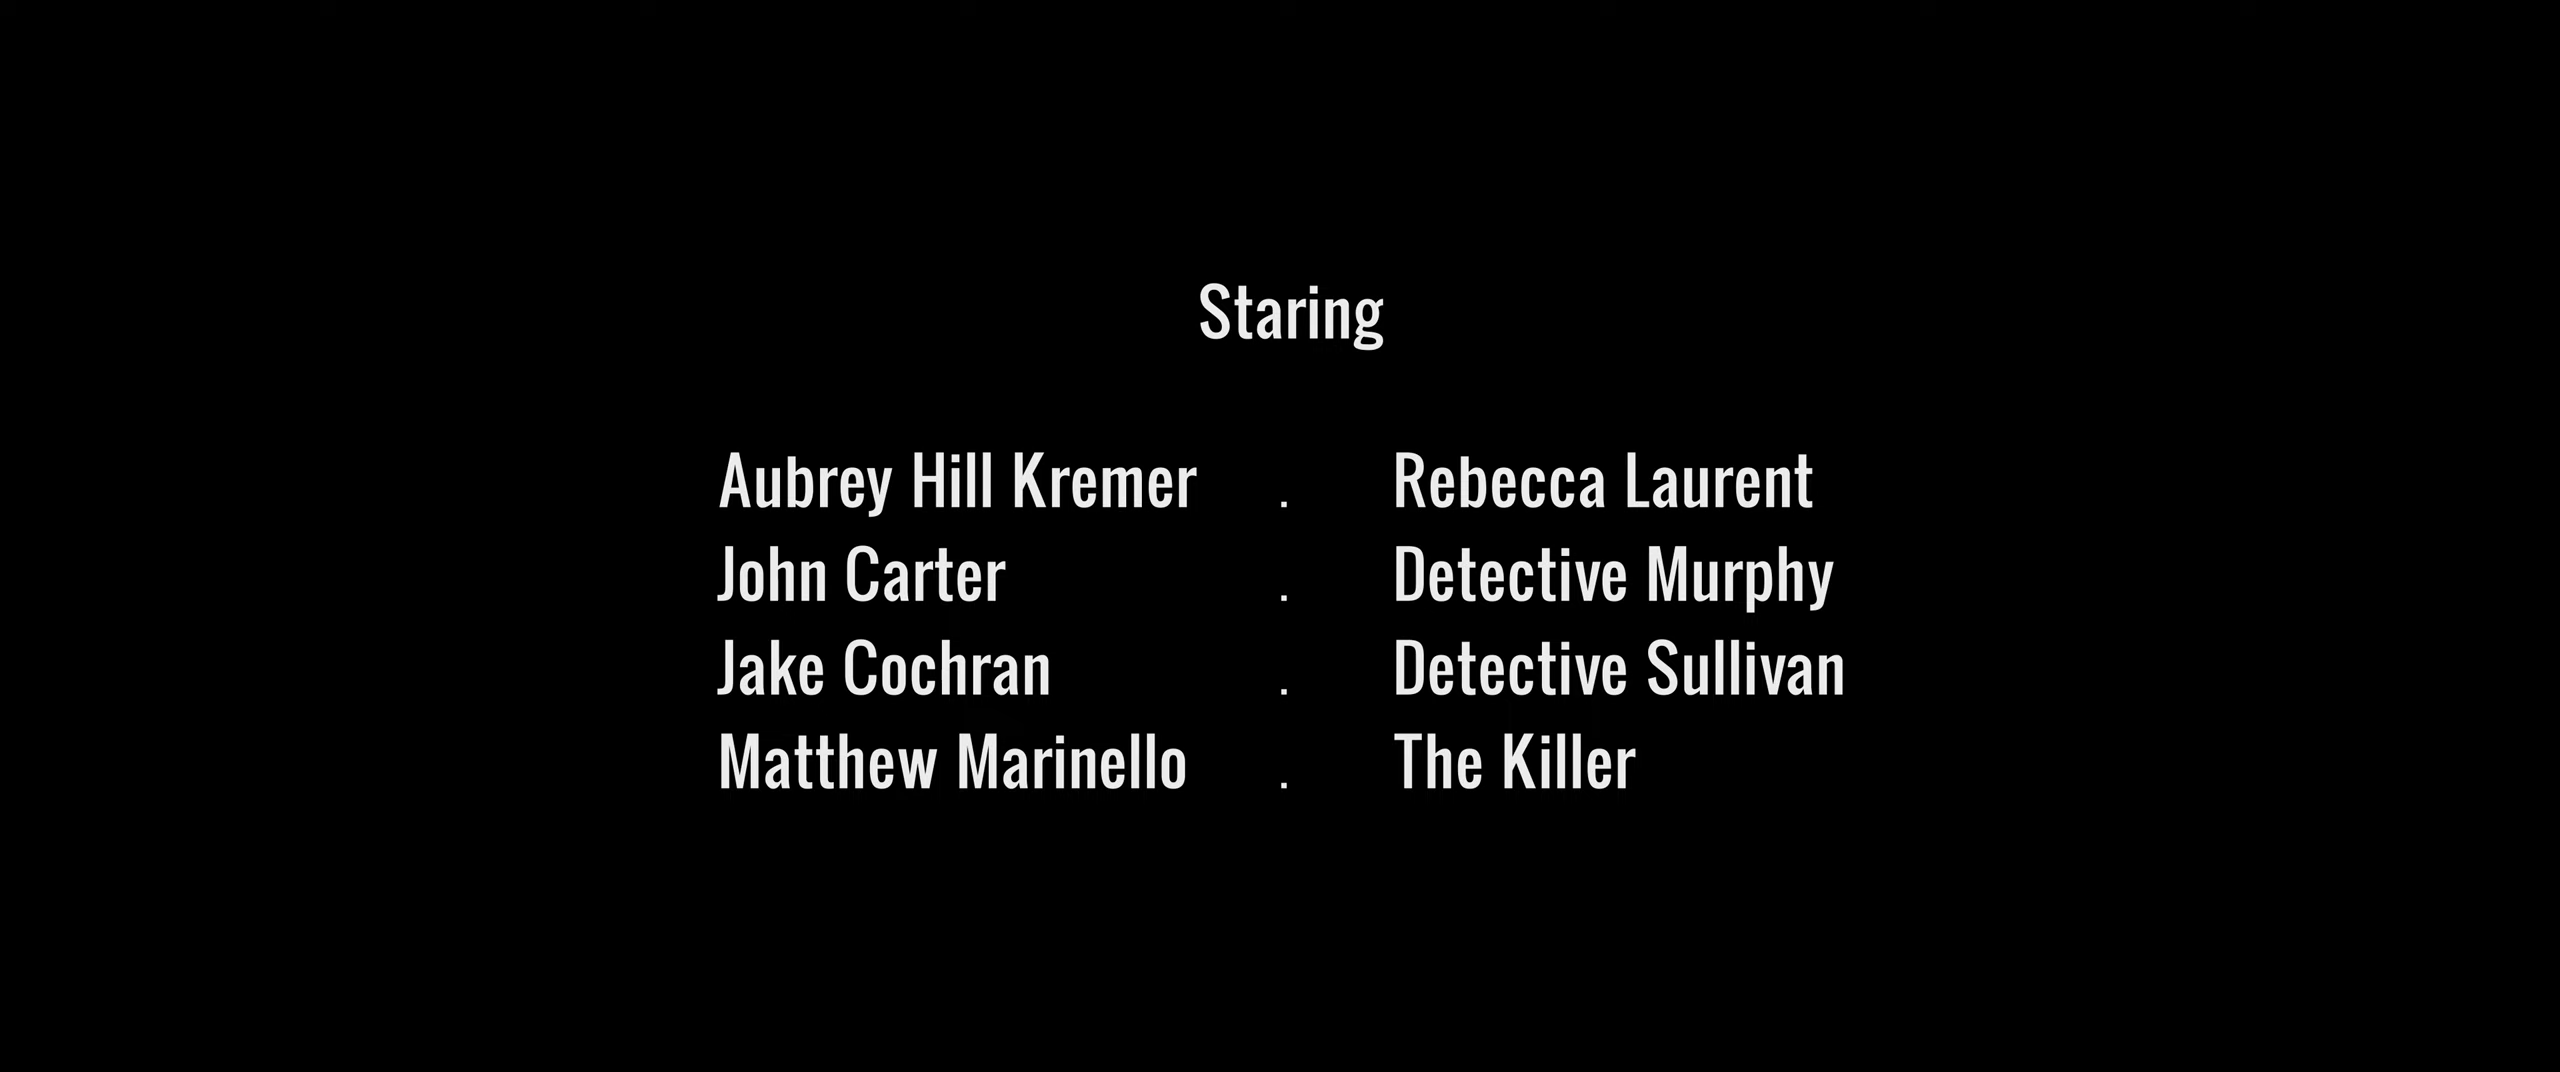 Staring
Aubrey Hill Kremer . Rebecca Laurent
John Carter . Detective Murphy
Jake Cochran . Detective Sullivan
Matthew Marinello . The Killer